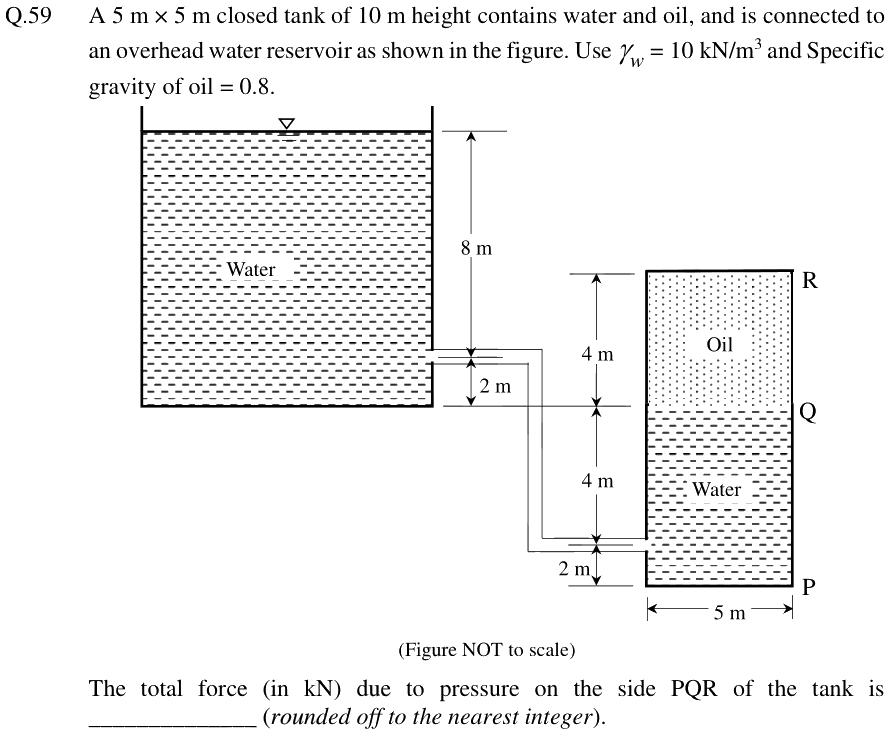 Q.59 A 5 m × 5 m closed tank of 10 m height contains water and oil, and is connected to
an overhead water reservoir as shown in the figure. Use γw = 10 kN/m³ and Specific
gravity of oil = 0.8.
8 m
Water
R
Oil
4 m
2 m
Q
4 m
Water
2 m
P
5 m
(Figure NOT to scale)
The total force (in kN) due to pressure on the side PQR of the tank is
______________ (rounded off to the nearest integer).